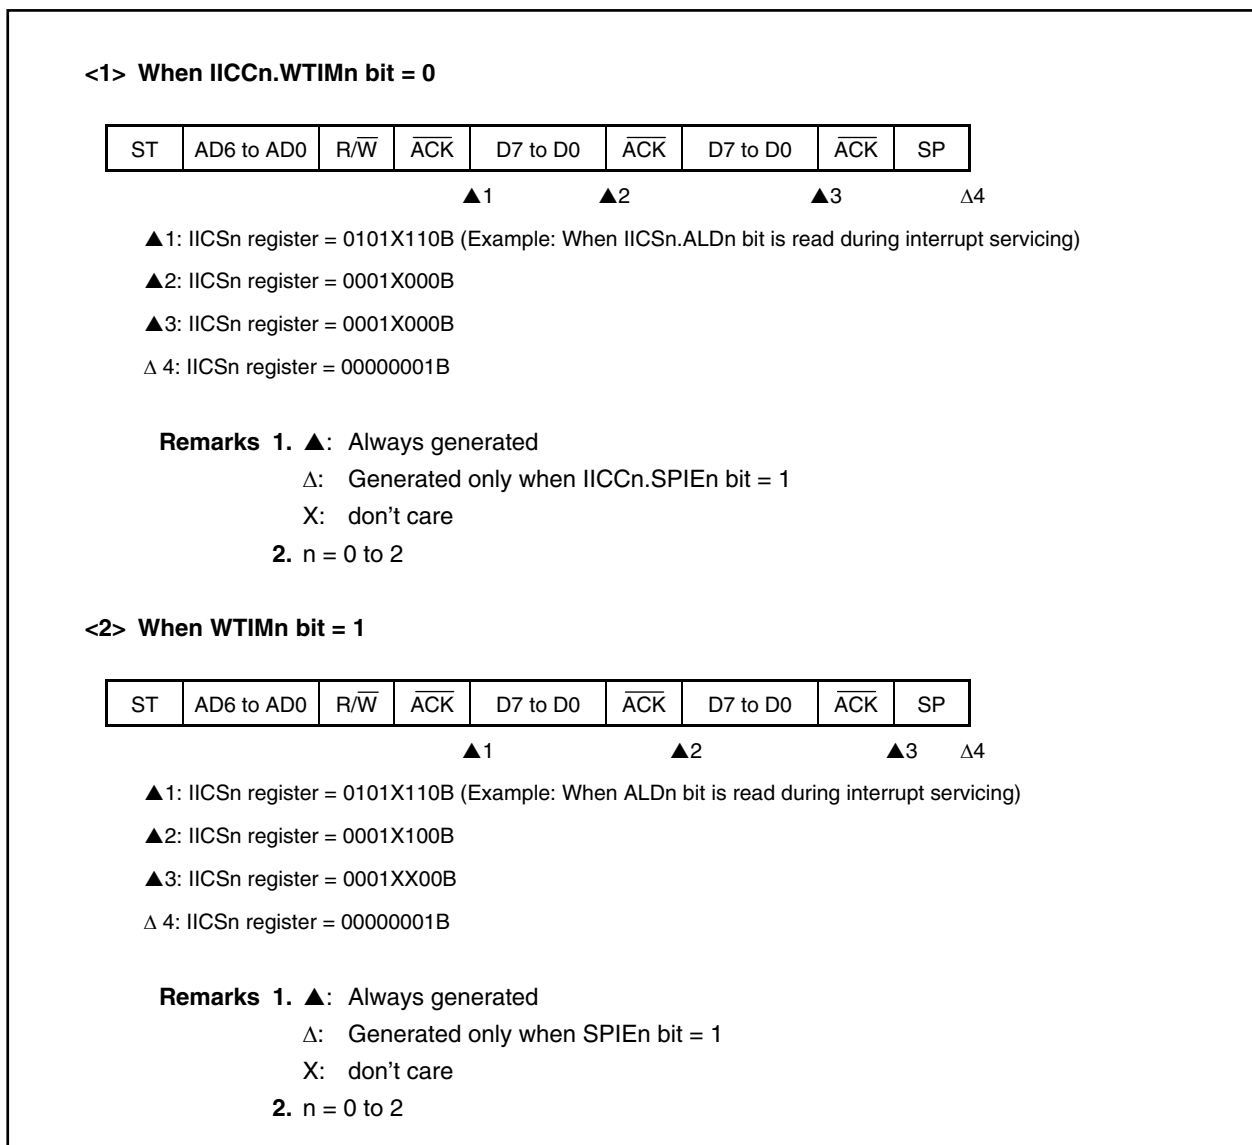 <1> When IICCn.WTIMn bit = 0
ST AD6 to AD0 R/W̅ A̅C̅K̅ D7 to D0 A̅C̅K̅ D7 to D0 A̅C̅K̅ SP
▲1 ▲2 ▲3 Δ4
▲1: IICSn register = 0101X110B (Example: When IICSn.ALDn bit is read during interrupt servicing)
▲2: IICSn register = 0001X000B
▲3: IICSn register = 0001X000B
Δ 4: IICSn register = 00000001B
Remarks 1. ▲: Always generated
Δ: Generated only when IICCn.SPIEn bit = 1
X: don't care
2. n = 0 to 2
<2> When WTIMn bit = 1
ST AD6 to AD0 R/W̅ A̅C̅K̅ D7 to D0 A̅C̅K̅ D7 to D0 A̅C̅K̅ SP
▲1 ▲2 ▲3 Δ4
▲1: IICSn register = 0101X110B (Example: When ALDn bit is read during interrupt servicing)
▲2: IICSn register = 0001X100B
▲3: IICSn register = 0001XX00B
Δ 4: IICSn register = 00000001B
Remarks 1. ▲: Always generated
Δ: Generated only when SPIEn bit = 1
X: don't care
2. n = 0 to 2